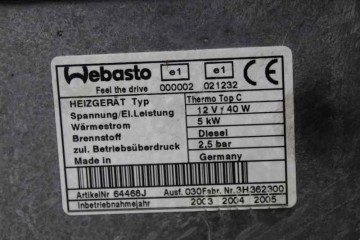 Webasto e1 e1 CE
Feel the drive 000002 021232
HEIZGERÄT Typ Thermo Top C
Spannung/El.Leistung 12 V / 40 W
Wärmestrom 5 kW
Brennstoff Diesel
zul. Betriebsüberdruck 2,5 bar
Made in Germany
ArtikelNr 64468J Ausf. 030Fabr. Nr.3H362300
Inbetriebnahmejahr 2003 2004 2005